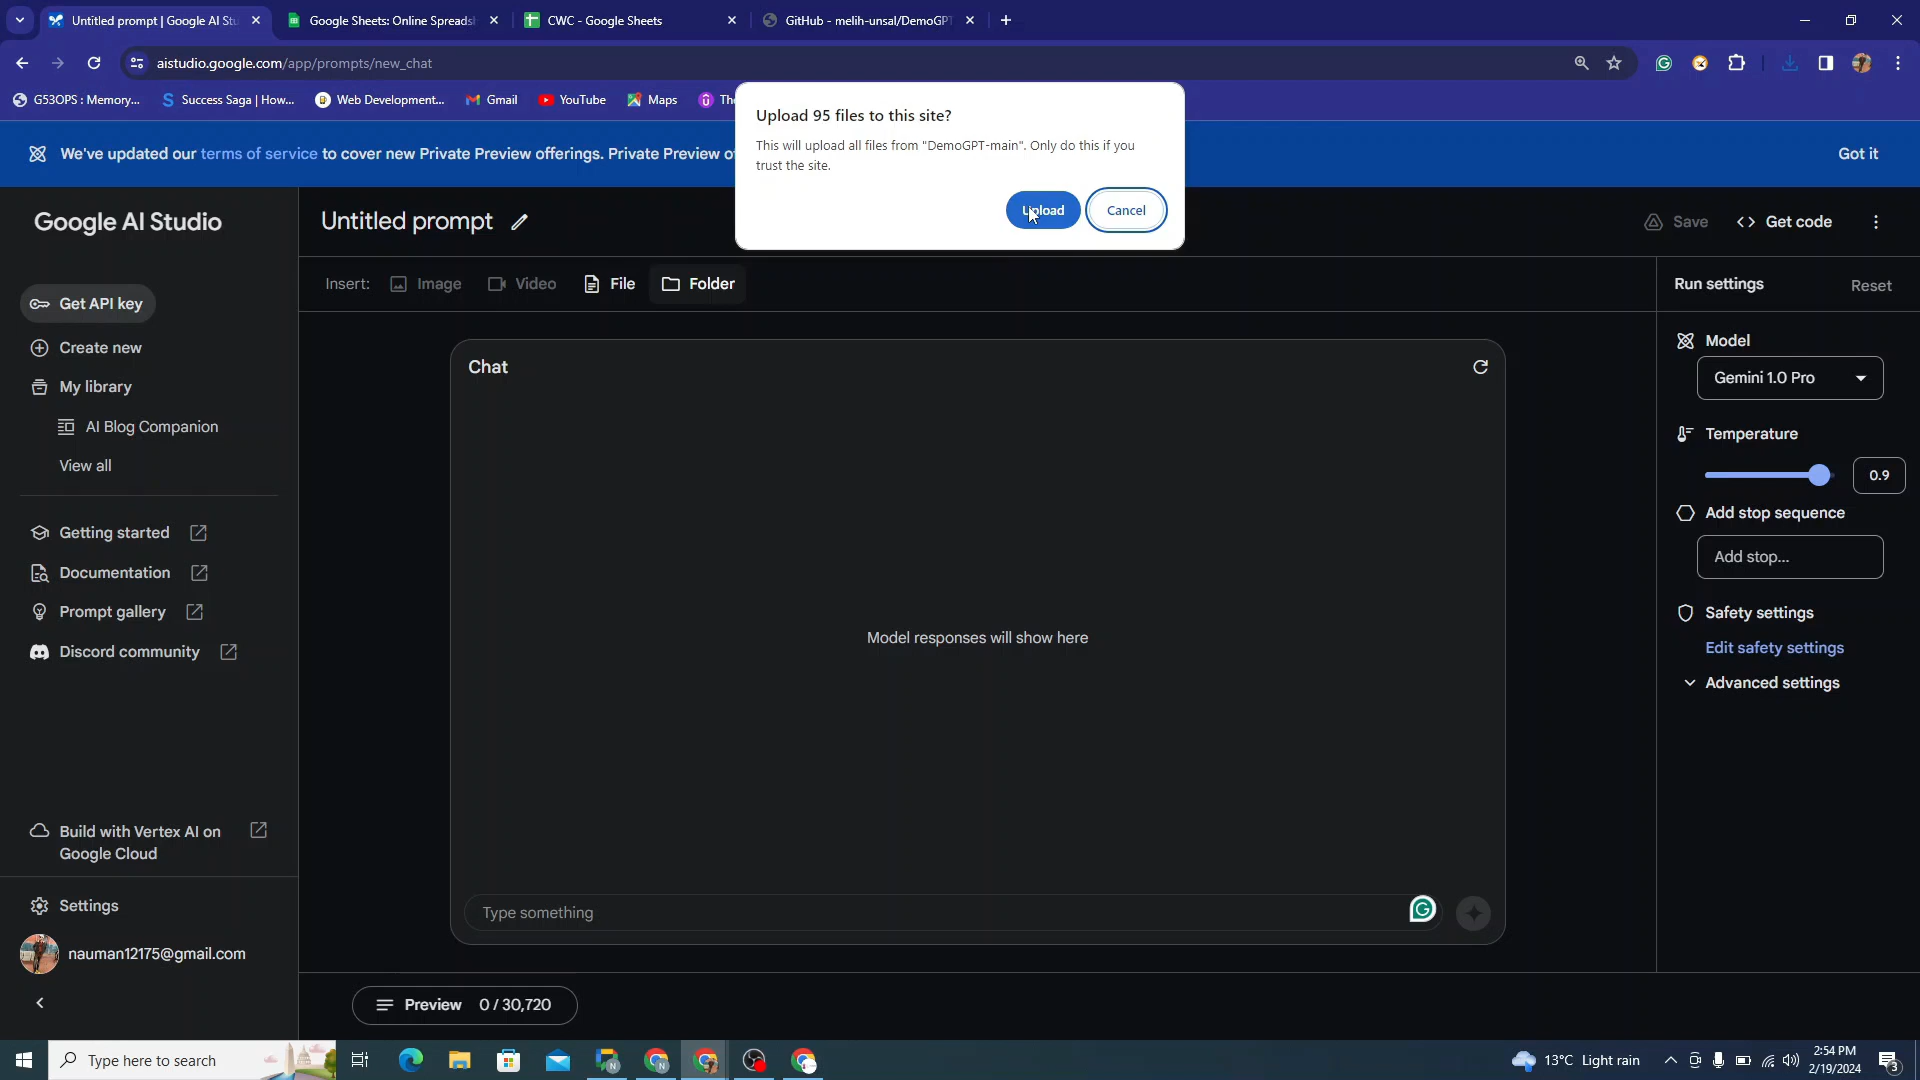 Untitled prompt | Google AI Stu
Google Sheets: Online Spreadsh
CWC - Google Sheets
GitHub - melih-unsal/DemoGPT
aistudio.google.com/app/prompts/new_chat
G53OPS : Memory...
Success Saga | How...
Web Development...
Gmail
YouTube
Maps
The
Upload 95 files to this site?
This will upload all files from "DemoGPT-main". Only do this if you
trust the site.
Upload
Cancel
We've updated our terms of service to cover new Private Preview offerings. Private Preview of
Got it
Google AI Studio
Untitled prompt
Save
Get code
Insert:
Image
Video
File
Folder
Run settings
Reset
Get API key
Create new
My library
AI Blog Companion
View all
Getting started
Documentation
Prompt gallery
Discord community
Build with Vertex AI on
Google Cloud
Settings
nauman12175@gmail.com
Chat
Model responses will show here
Type something
Preview 0 / 30,720
Model
Gemini 1.0 Pro
Temperature
0.9
Add stop sequence
Add stop...
Safety settings
Edit safety settings
Advanced settings
Type here to search
13°C Light rain
2:54 PM
2/19/2024
3